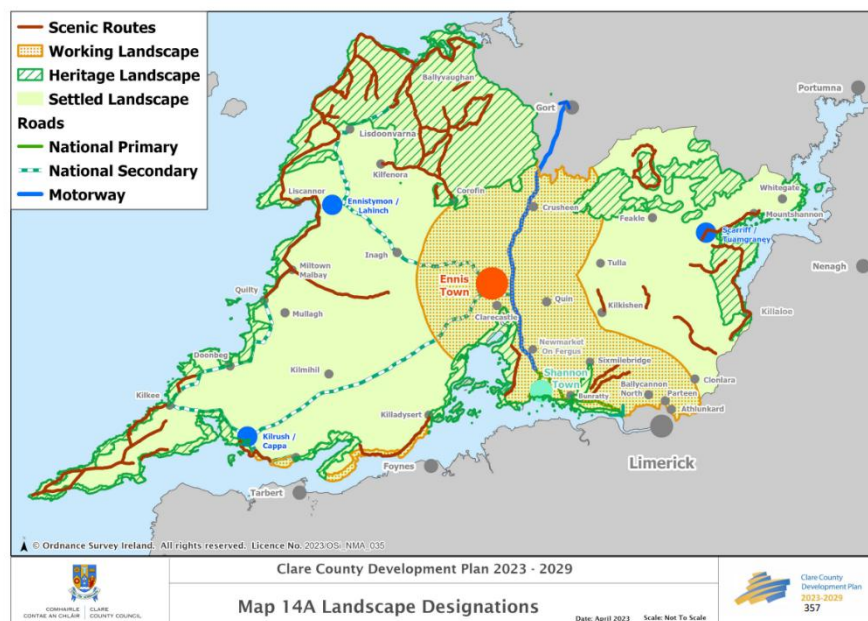 Scenic Routes
Working Landscape
Heritage Landscape
Settled Landscape
Roads
National Primary
National Secondary
Motorway
Ballyvaughan
Lisdoonvarna
Kilfenora
Gort
Portumna
Liscannor
Ennistymon /
Lahinch
Corofin
Crusheen
Feakle
Whitegate
Mountshannon
Scarriff /
Tuamgraney
Inagh
Ennis
Town
Tulla
Nenagh
Miltown
Malbay
Quilty
Mullagh
Clarecastle
Quin
Kilkishen
Killaloe
Newmarket
On Fergus
Sixmilebridge
Doonbeg
Kilmihil
Shannon
Town
Bunratty
Ballycannon
North
Parteen
Athlunkard
Clonlara
Kilkee
Killadysert
Kilrush /
Cappa
Limerick
Foynes
Tarbert
© Ordnance Survey Ireland. All rights reserved. Licence No. 2023/OSi_NMA_035
COMHAIRLE
CONTAE AN CHLÁIR
CLARE
COUNTY COUNCIL
Clare County Development Plan 2023 - 2029
Map 14A Landscape Designations
Date: April 2023 Scale: Not To Scale
Clare County
Development Plan
2023-2029
357